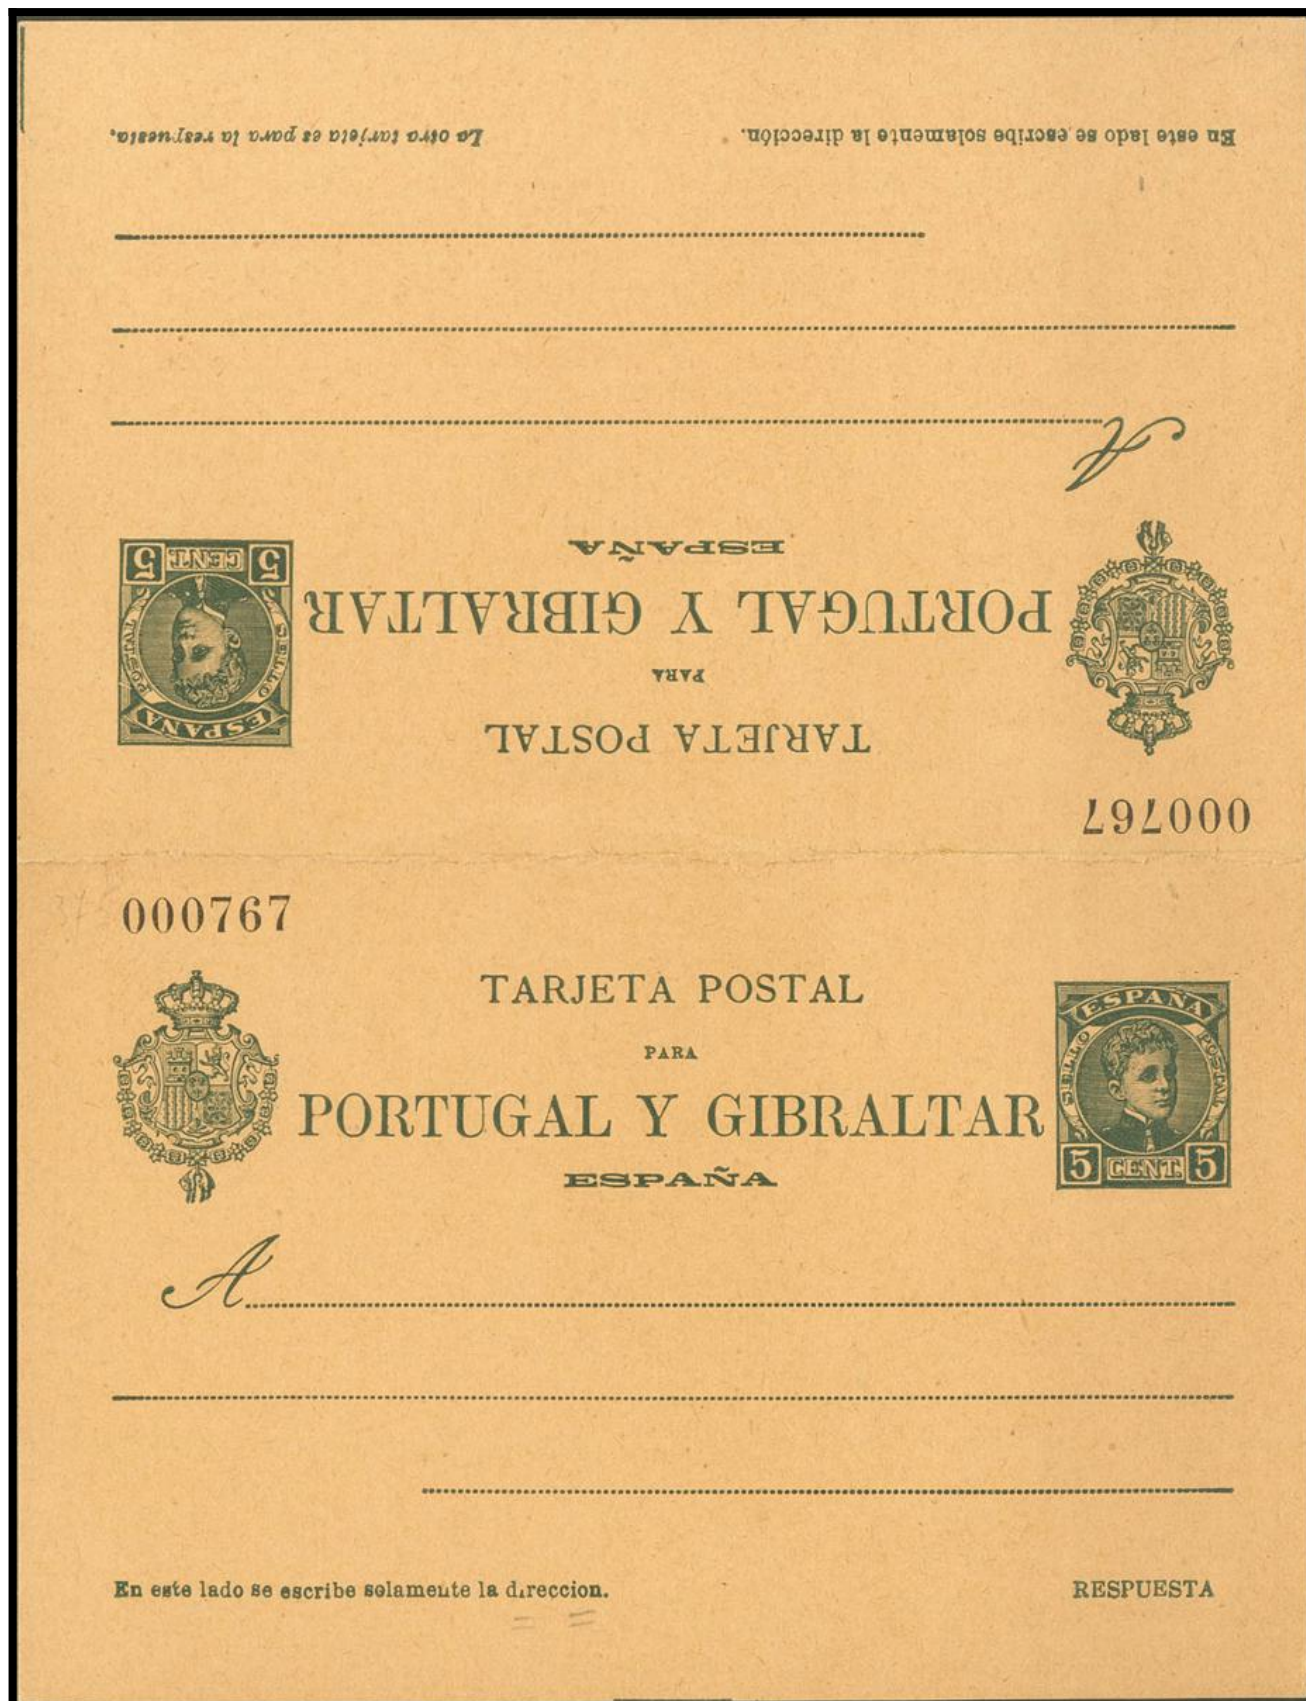 En este lado se escribe solamente la dirección. La otra tarjeta es para la respuesta.
A
ESPAÑA
PORTUGAL Y GIBRALTAR
PARA
TARJETA POSTAL
5 CENT. 5
SELLO POSTAL
ESPAÑA
000767
000767
TARJETA POSTAL
PARA
PORTUGAL Y GIBRALTAR
ESPAÑA
ESPAÑA
SELLO POSTAL
5 CENT. 5
A
En este lado se escribe solamente la direccion. RESPUESTA